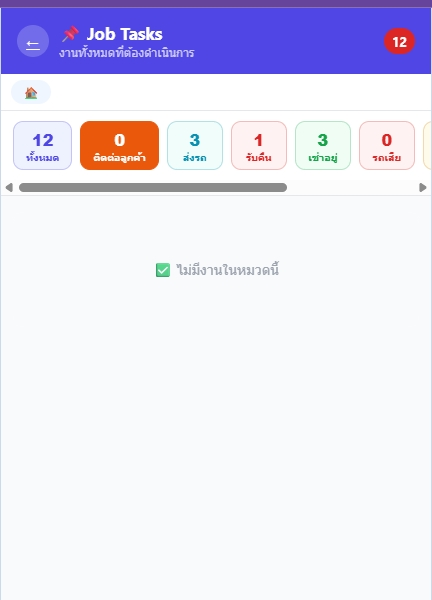 ← 📌 Job Tasks
งานทั้งหมดที่ต้องดำเนินการ
12
🏠
12
ทั้งหมด
0
ติดต่อลูกค้า
3
ส่งรถ
1
รับคืน
3
เช่าอยู่
0
รถเสีย
✅ ไม่มีงานในหมวดนี้